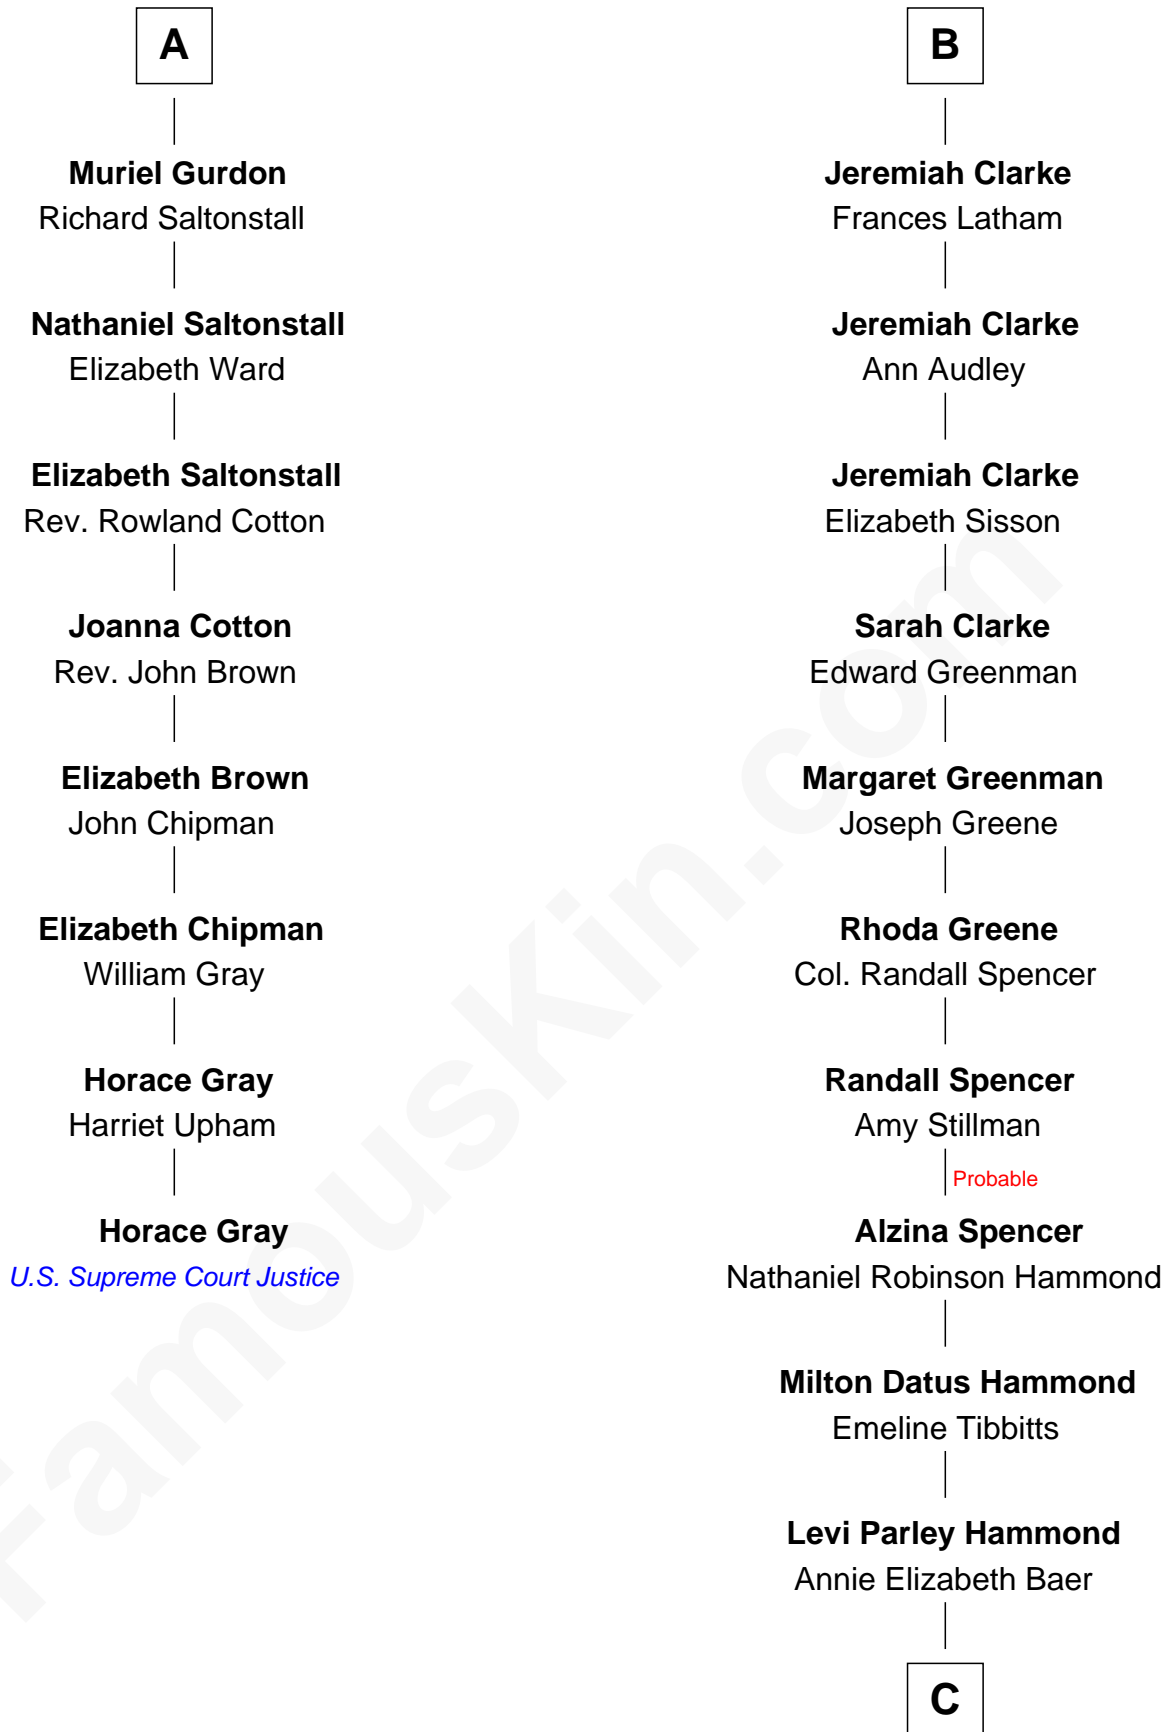 A
Muriel Gurdon
Richard Saltonstall
Nathaniel Saltonstall
Elizabeth Ward
Elizabeth Saltonstall
Rev. Rowland Cotton
Joanna Cotton
Rev. John Brown
Elizabeth Brown
John Chipman
Elizabeth Chipman
William Gray
Horace Gray
Harriet Upham
Horace Gray
U.S. Supreme Court Justice
B
Jeremiah Clarke
Frances Latham
Jeremiah Clarke
Ann Audley
Jeremiah Clarke
Elizabeth Sisson
Sarah Clarke
Edward Greenman
Margaret Greenman
Joseph Greene
Rhoda Greene
Col. Randall Spencer
Randall Spencer
Amy Stillman
Probable
Alzina Spencer
Nathaniel Robinson Hammond
Milton Datus Hammond
Emeline Tibbitts
Levi Parley Hammond
Annie Elizabeth Baer
C
FamousKin.com